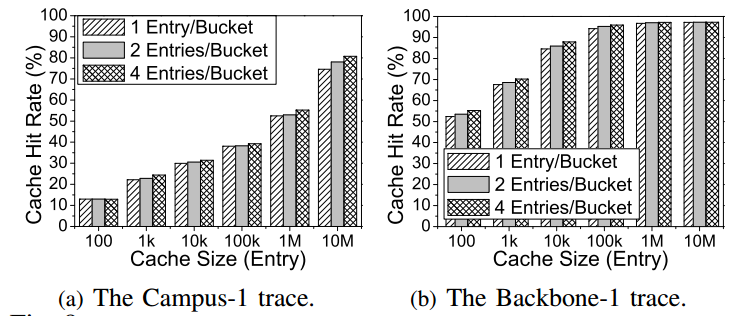 100
90
80
70
60
50
40
30
20
10
0
Cache Hit Rate (%)
1 Entry/Bucket
2 Entries/Bucket
4 Entries/Bucket
100 1k 10k 100k 1M 10M
Cache Size (Entry)
(a) The Campus-1 trace.
100
90
80
70
60
50
40
30
20
10
0
Cache Hit Rate (%)
1 Entry/Bucket
2 Entries/Bucket
4 Entries/Bucket
100 1k 10k 100k 1M 10M
Cache Size (Entry)
(b) The Backbone-1 trace.